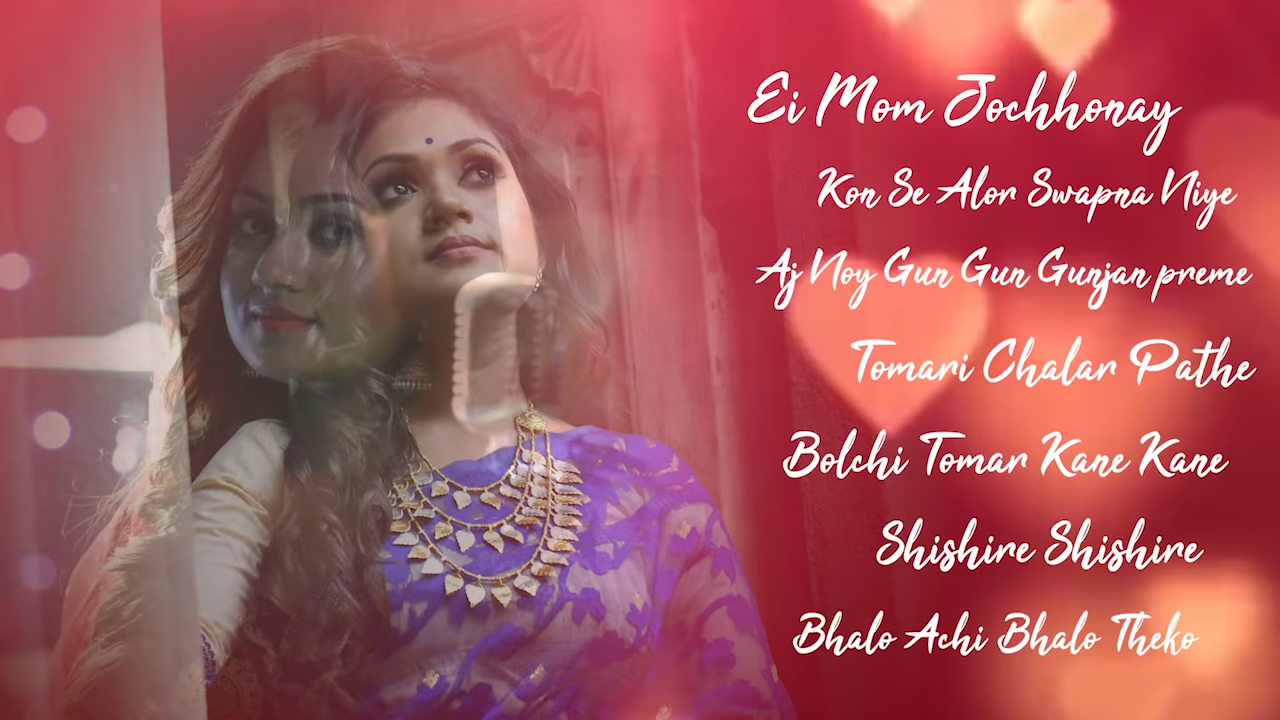 Ei Mom Jochhonay
Kon Se Alor Swapna Niye
Aj Noy Gun Gun Gunjan preme
Tomari Chalar Pathe
Bolchi Tomar Kane Kane
Shishire Shishire
Bhalo Achi Bhalo Theko